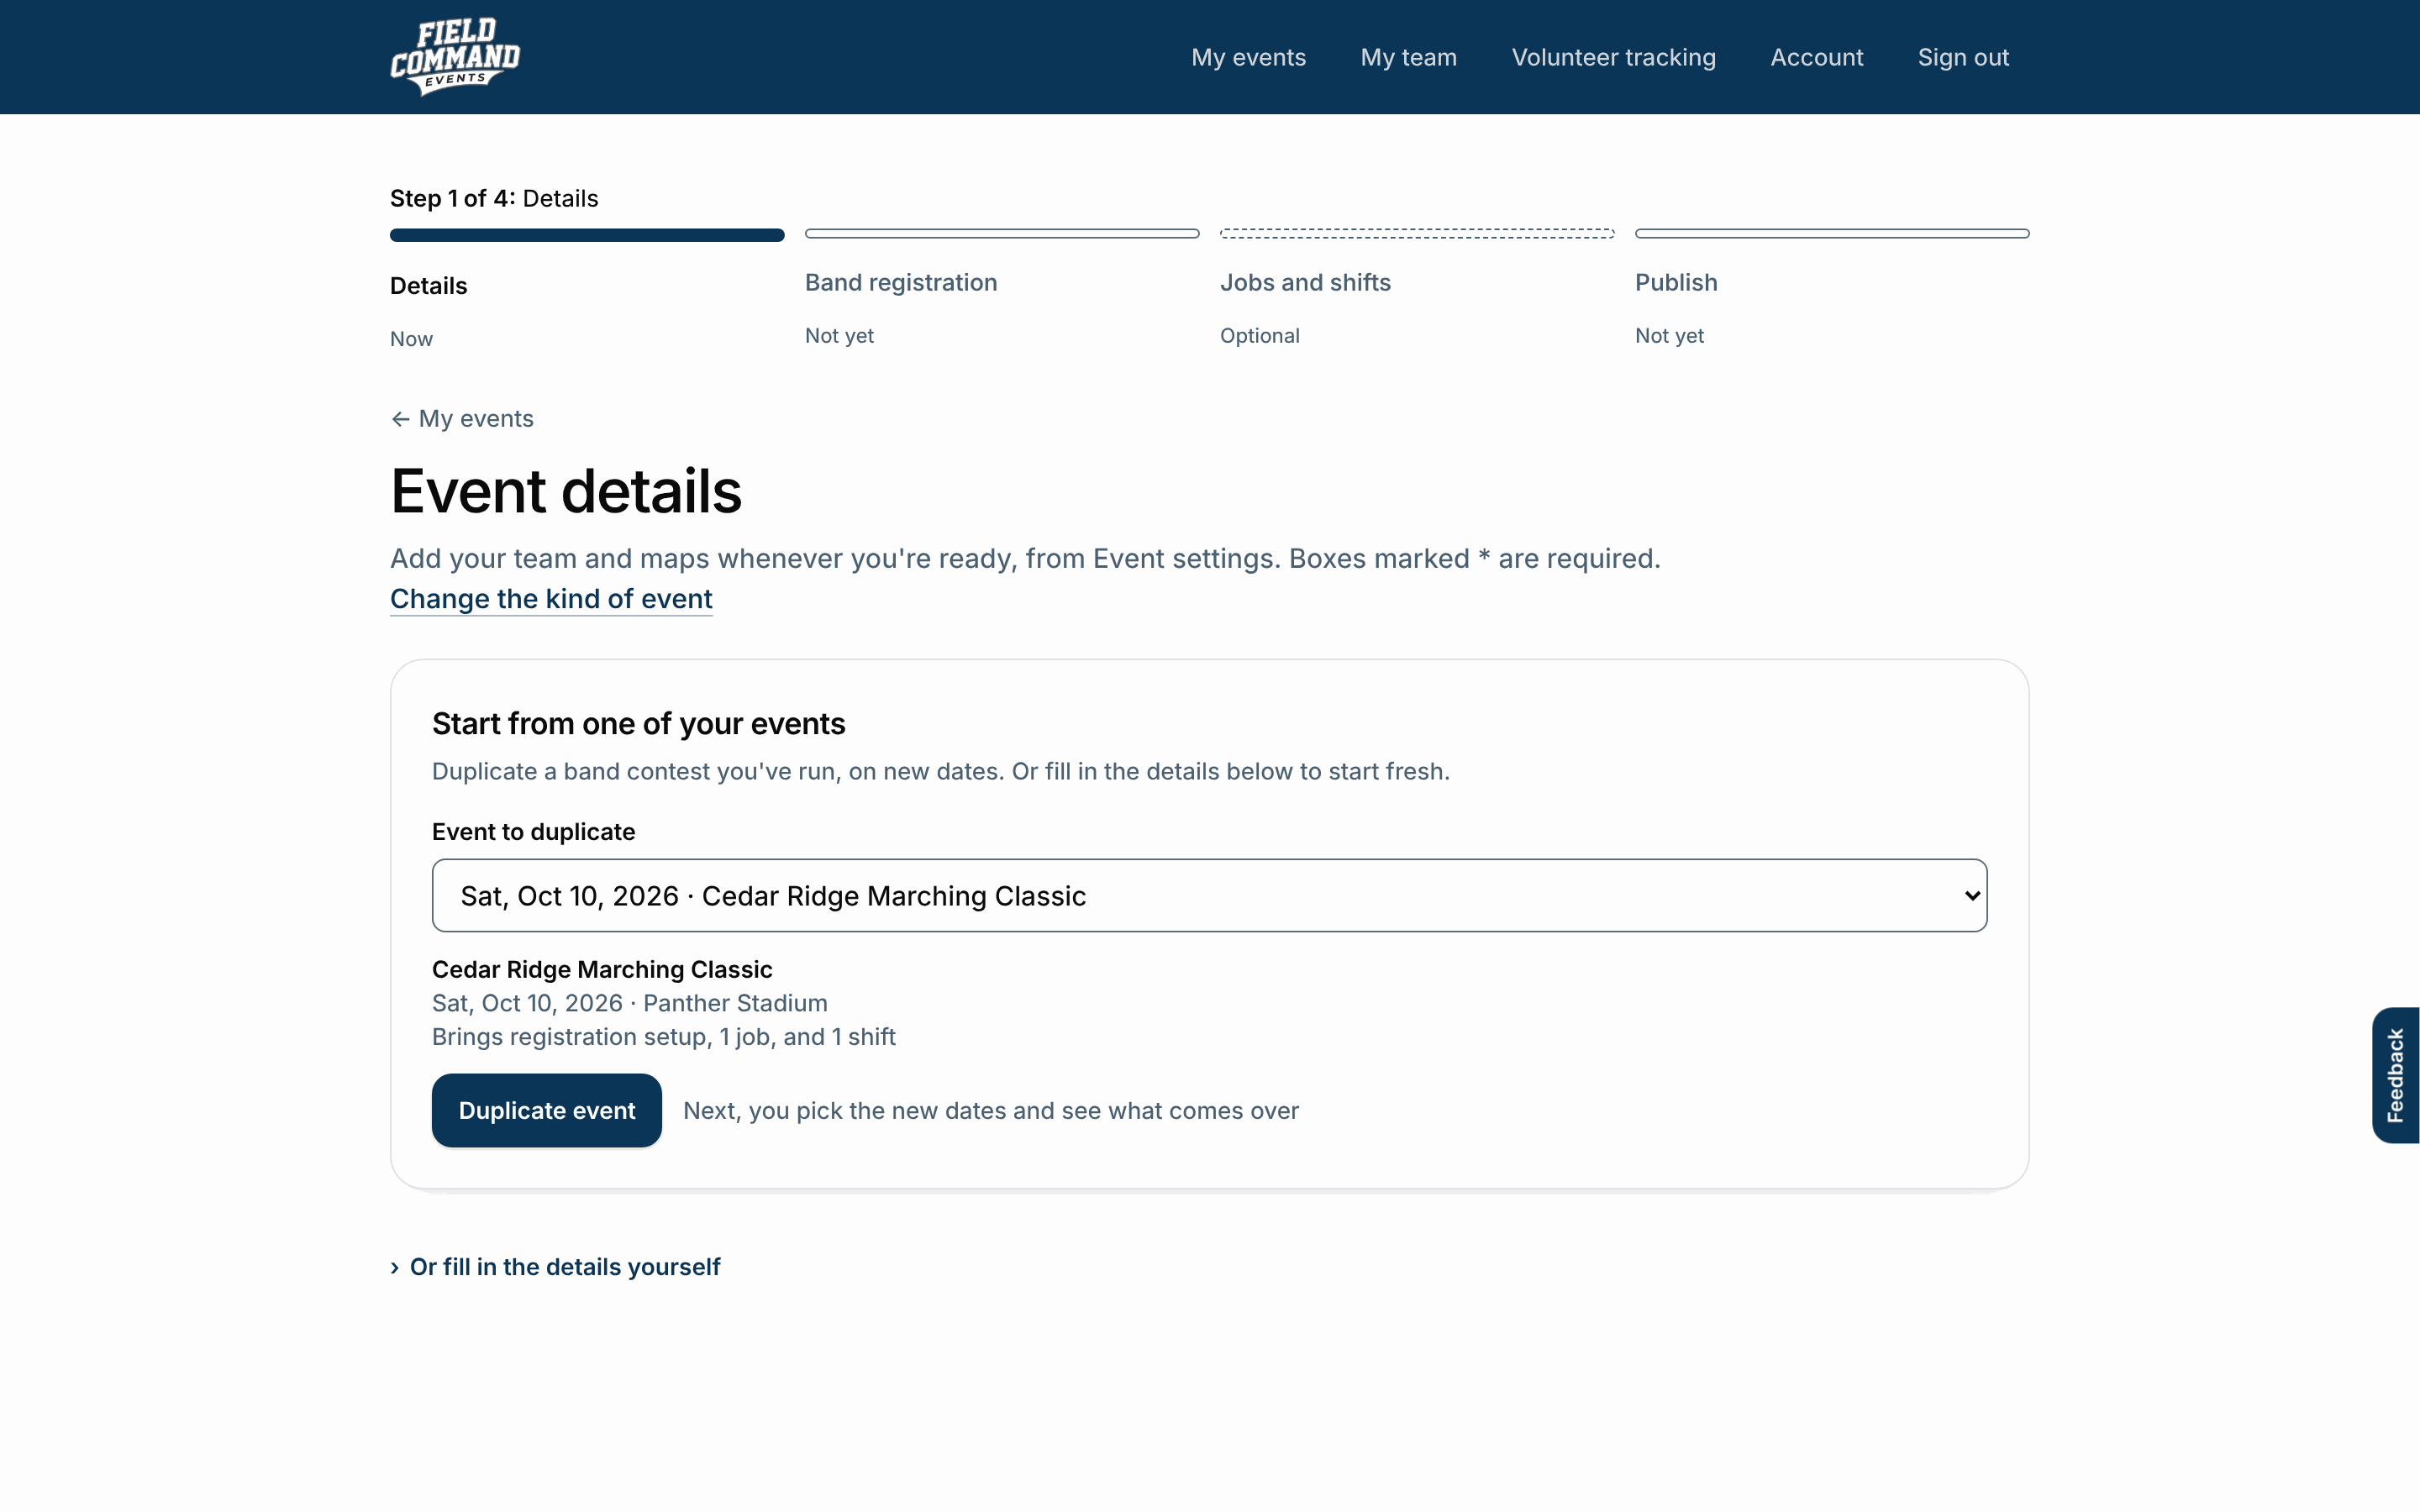 FIELD
COMMAND
EVENTS
My events
My team
Volunteer tracking
Account
Sign out
Step 1 of 4: Details
Details
Now
Band registration
Not yet
Jobs and shifts
Optional
Publish
Not yet
← My events
Event details
Add your team and maps whenever you're ready, from Event settings. Boxes marked * are required.
Change the kind of event
Start from one of your events
Duplicate a band contest you've run, on new dates. Or fill in the details below to start fresh.
Event to duplicate
Sat, Oct 10, 2026 · Cedar Ridge Marching Classic
Cedar Ridge Marching Classic
Sat, Oct 10, 2026 · Panther Stadium
Brings registration setup, 1 job, and 1 shift
Duplicate event
Next, you pick the new dates and see what comes over
Feedback
› Or fill in the details yourself